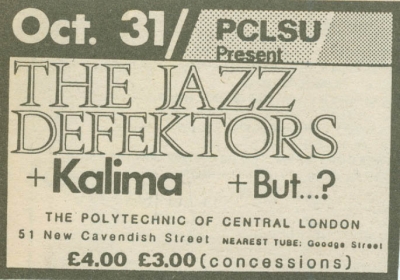 Oct. 31/ PCLSU
Present
THE JAZZ
DEFEKTORS
+ Kalima + But...?
THE POLYTECHNIC OF CENTRAL LONDON
51 New Cavendish Street NEAREST TUBE: Goodge Street
£4.00 £3.00 (concessions)